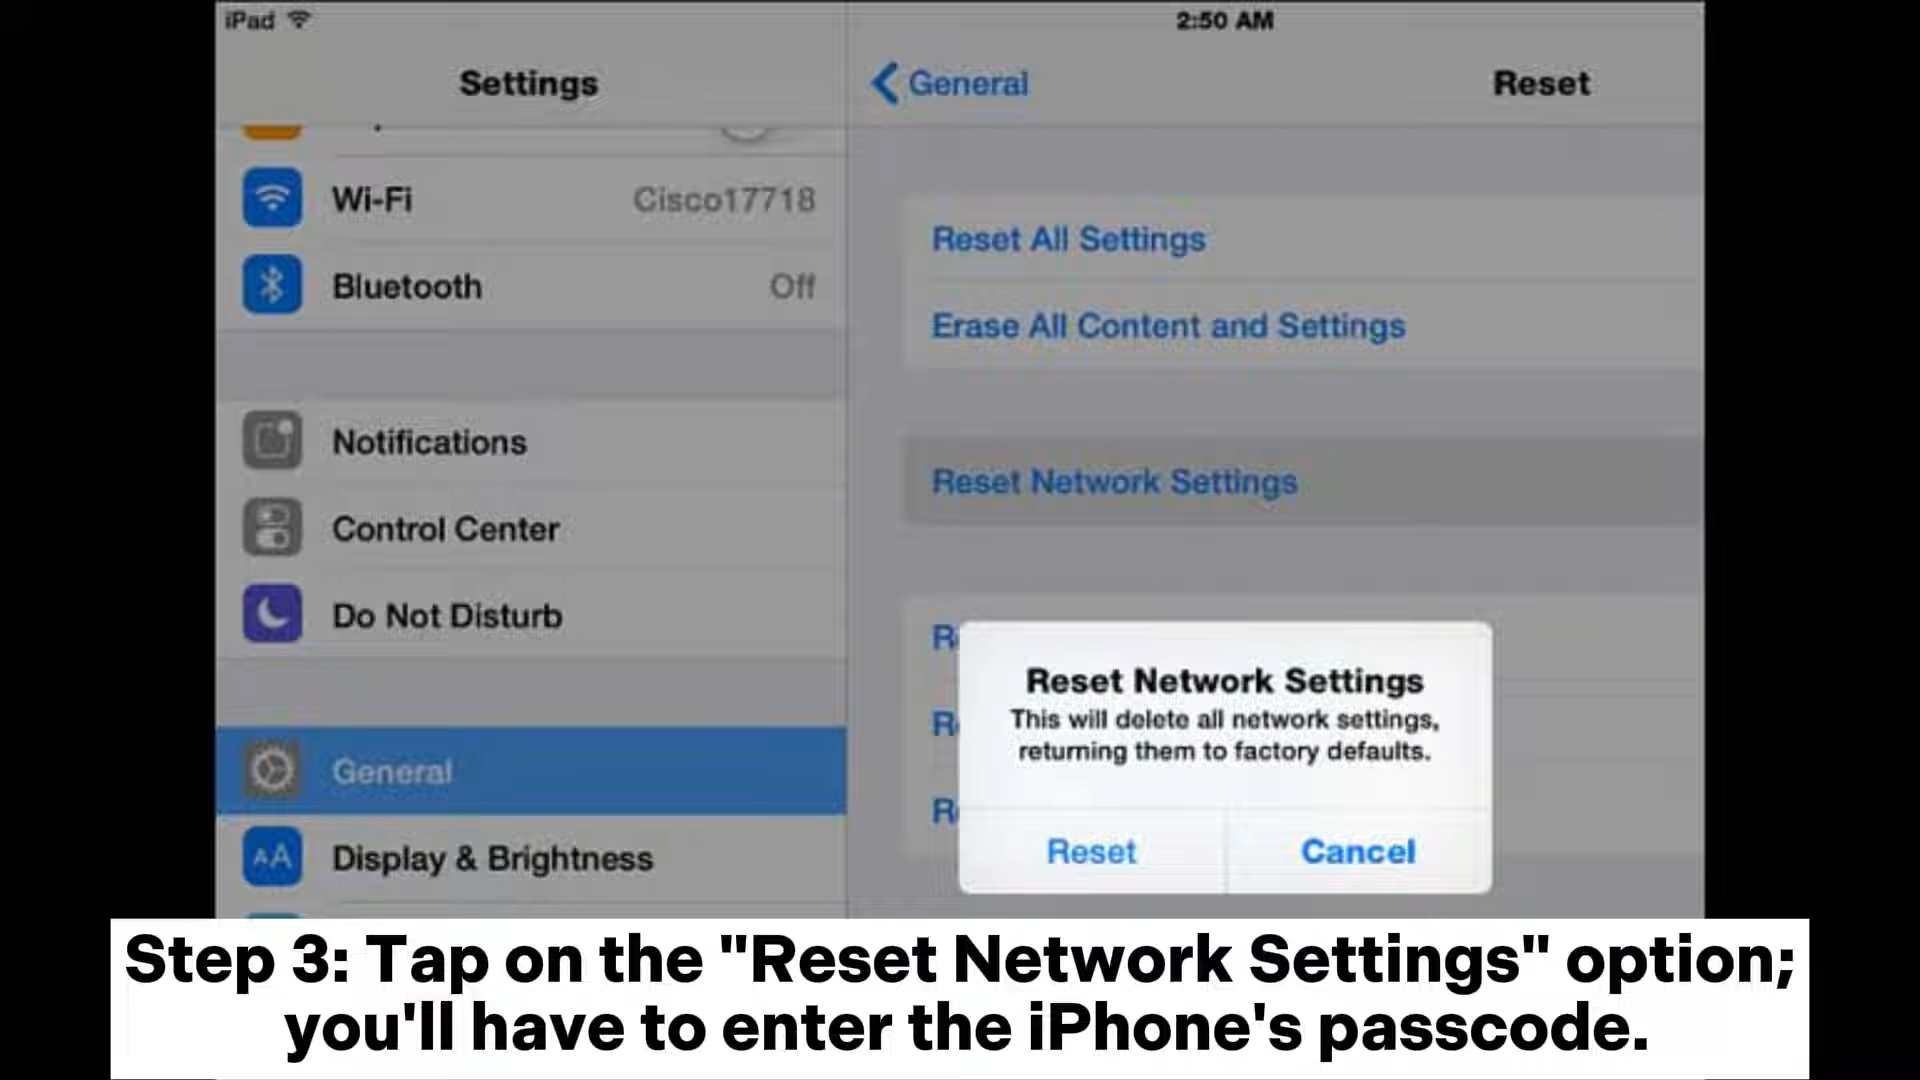 iPad
2:50 AM
Settings
General
Reset
Wi-Fi
Cisco17718
Bluetooth
Off
Notifications
Control Center
Do Not Disturb
General
Display & Brightness
AA
Reset All Settings
Erase All Content and Settings
Reset Network Settings
Reset Network Settings
This will delete all network settings,
returning them to factory defaults.
Reset
Cancel
Step 3: Tap on the "Reset Network Settings" option;
you'll have to enter the iPhone's passcode.